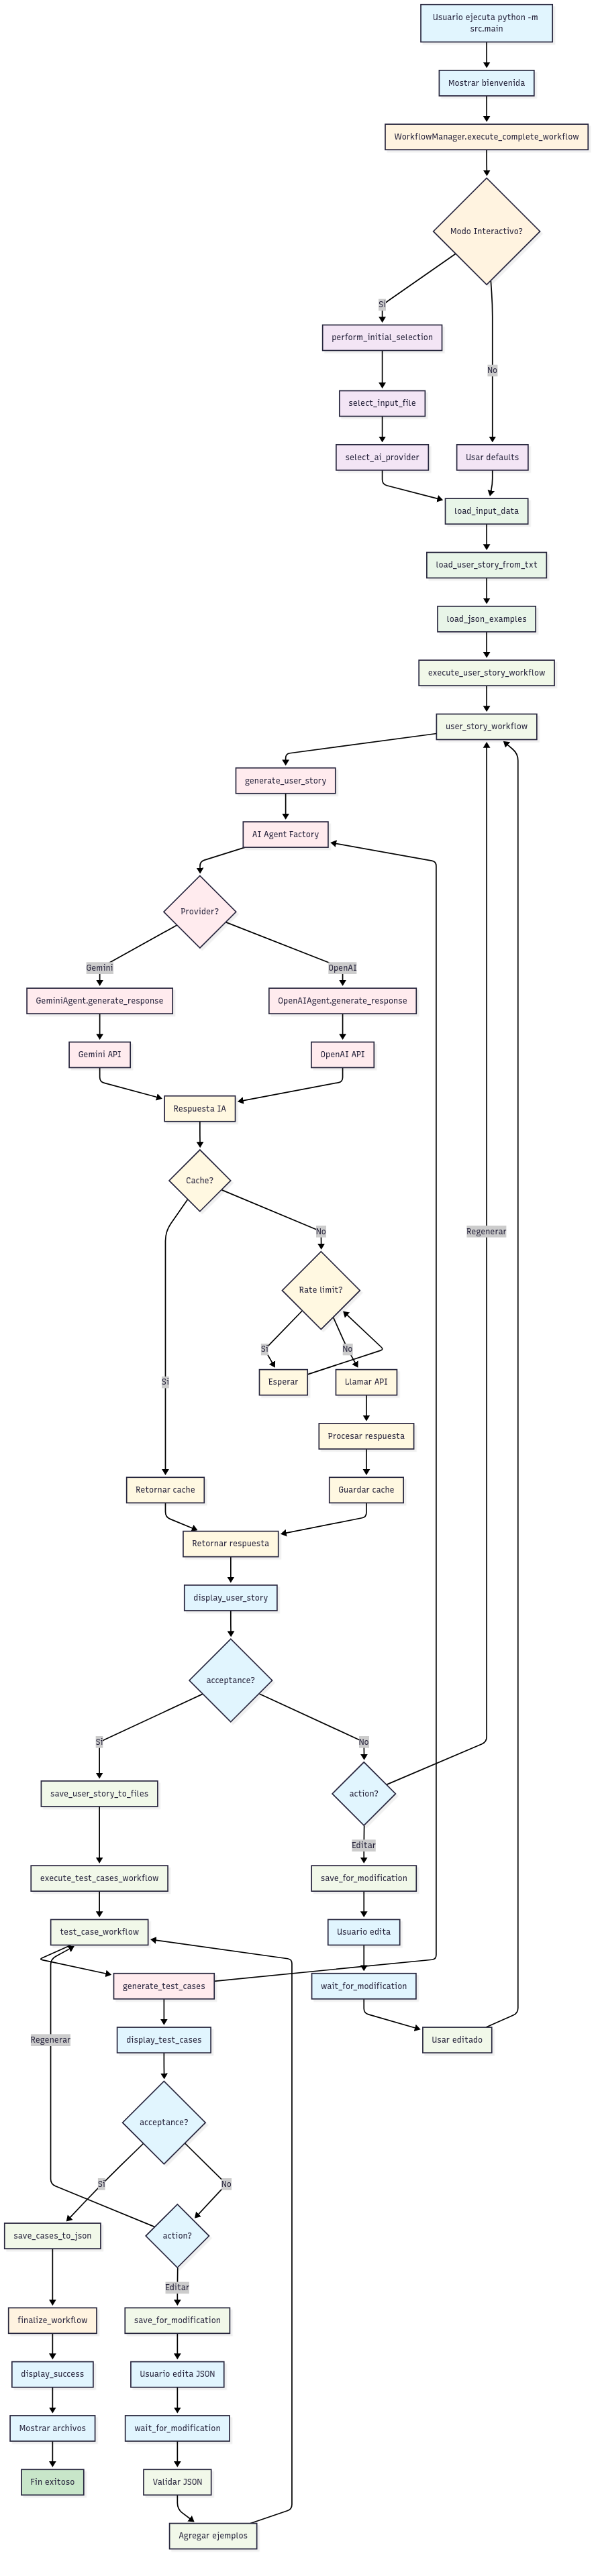 Usuario ejecuta python -m
src.main
Mostrar bienvenida
WorkflowManager.execute_complete_workflow
Modo Interactivo?
Sí
perform_initial_selection
No
select_input_file
select_ai_provider
Usar defaults
load_input_data
load_user_story_from_txt
load_json_examples
execute_user_story_workflow
user_story_workflow
generate_user_story
AI Agent Factory
Provider?
Gemini
OpenAI
GeminiAgent.generate_response
OpenAIAgent.generate_response
Gemini API
OpenAI API
Respuesta IA
Cache?
No
Regenerar
Rate limit?
Sí
No
Sí
Esperar
Llamar API
Procesar respuesta
Retornar cache
Guardar cache
Retornar respuesta
display_user_story
acceptance?
Sí
No
save_user_story_to_files
action?
Editar
execute_test_cases_workflow
save_for_modification
test_case_workflow
Usuario edita
generate_test_cases
wait_for_modification
Regenerar
display_test_cases
Usar editado
acceptance?
Sí
No
save_cases_to_json
action?
Editar
finalize_workflow
save_for_modification
display_success
Usuario edita JSON
Mostrar archivos
wait_for_modification
Fin exitoso
Validar JSON
Agregar ejemplos